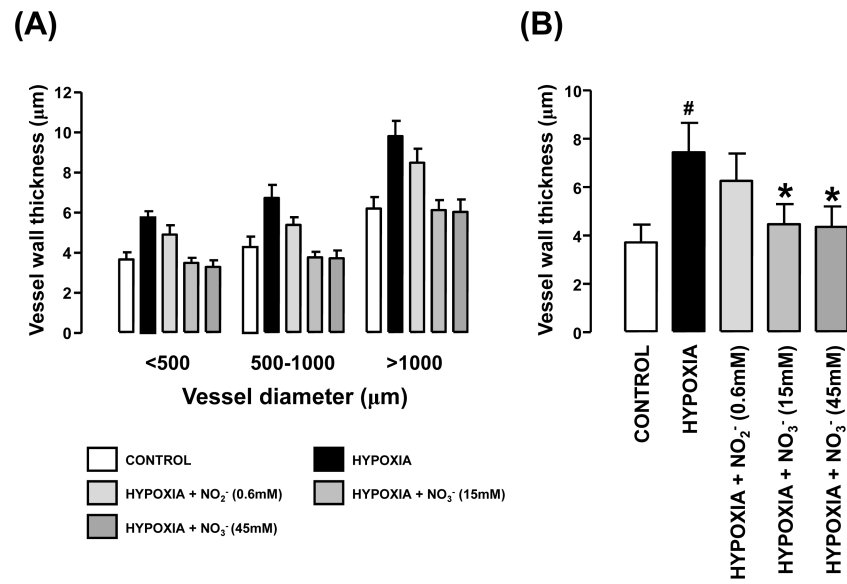 (A)
(B)
Vessel wall thickness (μm)
12
10
8
6
4
2
0
<500
500-1000
>1000
Vessel diameter (μm)
CONTROL
HYPOXIA
HYPOXIA + NO₂⁻ (0.6mM)
HYPOXIA + NO₃⁻ (15mM)
HYPOXIA + NO₃⁻ (45mM)
Vessel wall thickness (μm)
10
8
6
4
2
0
#
*
*
CONTROL
HYPOXIA
HYPOXIA + NO₂⁻ (0.6mM)
HYPOXIA + NO₃⁻ (15mM)
HYPOXIA + NO₃⁻ (45mM)